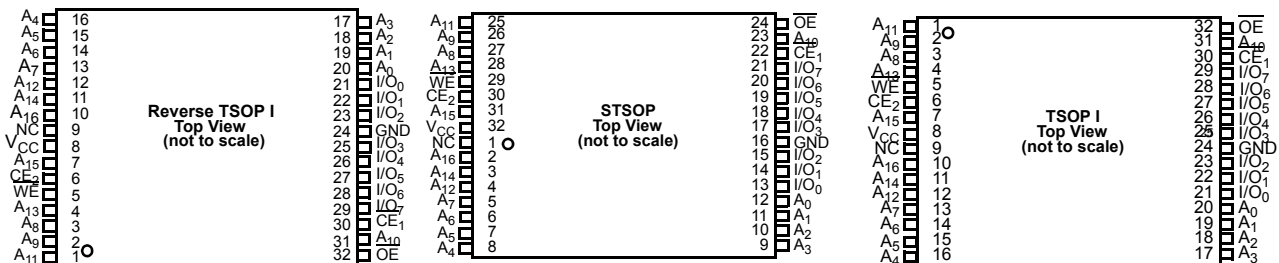 A4 16 17 A3
A5 15 18 A2
A6 14 19 A1
A7 13 20 A0
A12 12 21 I/O0
A14 11 22 I/O1
A16 10 23 I/O2
NC 9 24 GND
VCC 8 25 I/O3
A15 7 26 I/O4
CE2 6 27 I/O5
WE 5 28 I/O6
A13 4 29 I/O7
A8 3 30 CE1
A9 2 31 A10
A11 1 32 OE
Reverse TSOP I
Top View
(not to scale)
A11 25 24 OE
A9 26 23 A10
A8 27 22 CE1
A13 28 21 I/O7
WE 29 20 I/O6
CE2 30 19 I/O5
A15 31 18 I/O4
VCC 32 17 I/O3
NC 1 16 GND
A16 2 15 I/O2
A14 3 14 I/O1
A12 4 13 I/O0
A7 5 12 A0
A6 6 11 A1
A5 7 10 A2
A4 8 9 A3
STSOP
Top View
(not to scale)
A11 1 32 OE
A9 2 31 A10
A8 3 30 CE1
A13 4 29 I/O7
WE 5 28 I/O6
CE2 6 27 I/O5
A15 7 26 I/O4
VCC 8 25 I/O3
NC 9 24 GND
A16 10 23 I/O2
A14 11 22 I/O1
A12 12 21 I/O0
A7 13 20 A0
A6 14 19 A1
A5 15 18 A2
A4 16 17 A3
TSOP I
Top View
(not to scale)